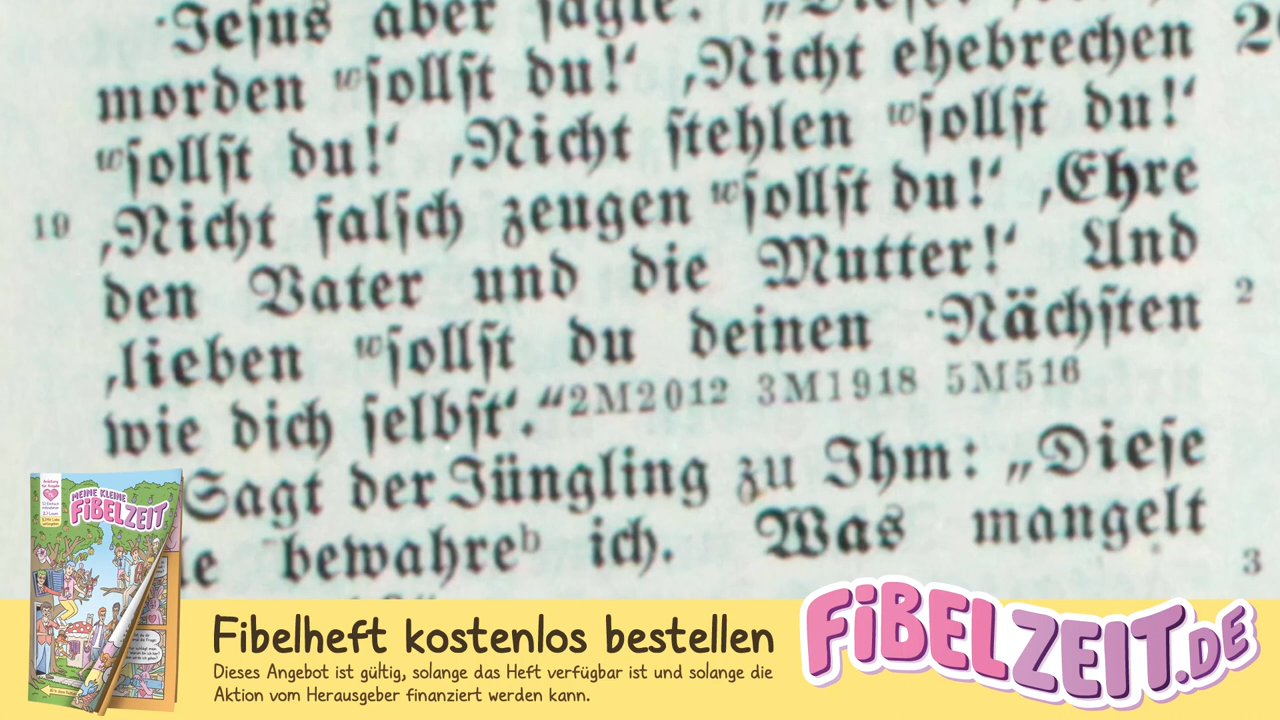 ·Jeſus aber ſagte: „Dieſes
morden ʷſollſt du!‘ ‚Nicht ehebrechen
ʷſollſt du!‘ ‚Nicht ſtehlen ʷſollſt du!‘
19 ‚Nicht falſch zeugen ʷſollſt du!‘ ‚Ehre
den Vater und die Mutter!‘ Und
‚lieben ʷſollſt du deinen ·Nächſten 2
wie dich ſelbſt‘.“ 2M2012 3M1918 5M516
Sagt der Jüngling zu Ihm: „Dieſe
bewahreᵇ ich. Was mangelt
3
MEINE KLEINE
FiBELZEIT
Fibelheft kostenlos bestellen
Dieses Angebot ist gültig, solange das Heft verfügbar ist und solange die
Aktion vom Herausgeber finanziert werden kann.
FiBELZEIT.DE